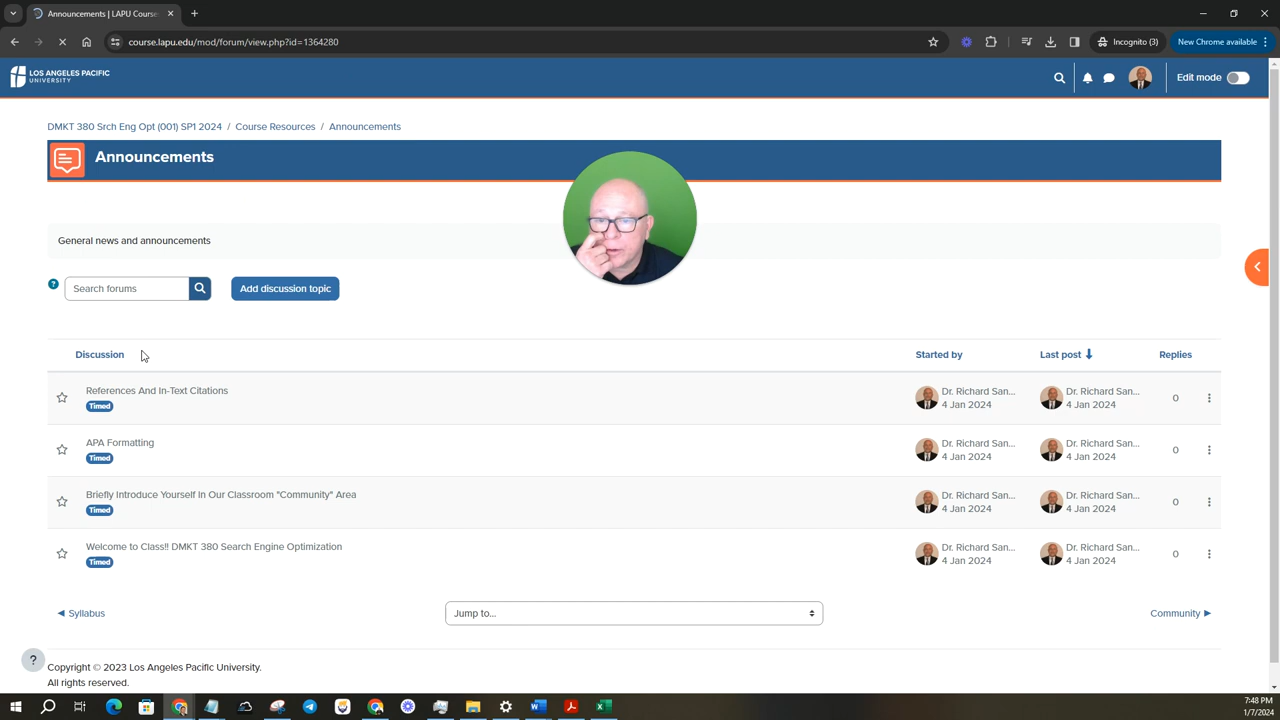 Announcements | LAPU Course
course.lapu.edu/mod/forum/view.php?id=1364280
Incognito (3)
New Chrome available
LOS ANGELES PACIFIC
UNIVERSITY
Edit mode
DMKT 380 Srch Eng Opt (001) SP1 2024 / Course Resources / Announcements
Announcements
General news and announcements
? Search forums
Add discussion topic
Discussion Started by Last post Replies
References And In-Text Citations
Timed
Dr. Richard San...
4 Jan 2024
Dr. Richard San...
4 Jan 2024
0
APA Formatting
Timed
Dr. Richard San...
4 Jan 2024
Dr. Richard San...
4 Jan 2024
0
Briefly Introduce Yourself In Our Classroom "Community" Area
Timed
Dr. Richard San...
4 Jan 2024
Dr. Richard San...
4 Jan 2024
0
Welcome to Class!! DMKT 380 Search Engine Optimization
Timed
Dr. Richard San...
4 Jan 2024
Dr. Richard San...
4 Jan 2024
0
◀ Syllabus
Jump to...
Community ▶
?
Copyright © 2023 Los Angeles Pacific University.
All rights reserved.
7:48 PM
1/7/2024